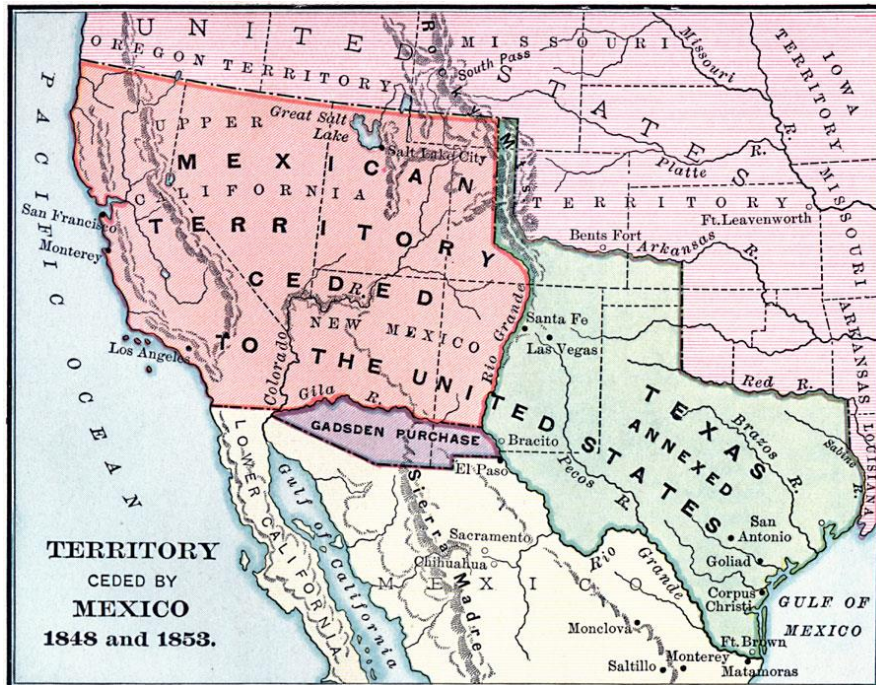 UNITED STATES
OREGON TERRITORY
MISSOURI
TERRITORY
IOWA
TERRITORY
MISSOURI
ARKANSAS
LOUISIANA
Rocky M
South Pass
Missouri
R.
Platte
R.
Great Salt
Lake
Salt Lake City
UPPER
CALIFORNIA
MEXICAN
TERRITORY
CEDED
TO THE UNITED STATES
NEW MEXICO
San Francisco
Monterey
Los Angeles
PACIFIC OCEAN
Colorado
R.
Gila R.
Rio Grande
Bents Fort
Arkansas
R.
Ft. Leavenworth
Santa Fe
Las Vegas
Red R.
TEXAS
ANNEXED
Brazos
R.
Sabine
R.
Pecos
R.
GADSDEN PURCHASE
Bracito
El Paso
San
Antonio
Goliad
Corpus
Christi
Ft. Brown
Matamoras
Monterey
Saltillo
Monclova
Rio Grande
Sacramento
Chihuahua
MEXICO
Sierra Madre
LOWER CALIFORNIA
Gulf of California
GULF OF
MEXICO
TERRITORY
CEDED BY
MEXICO
1848 and 1853.